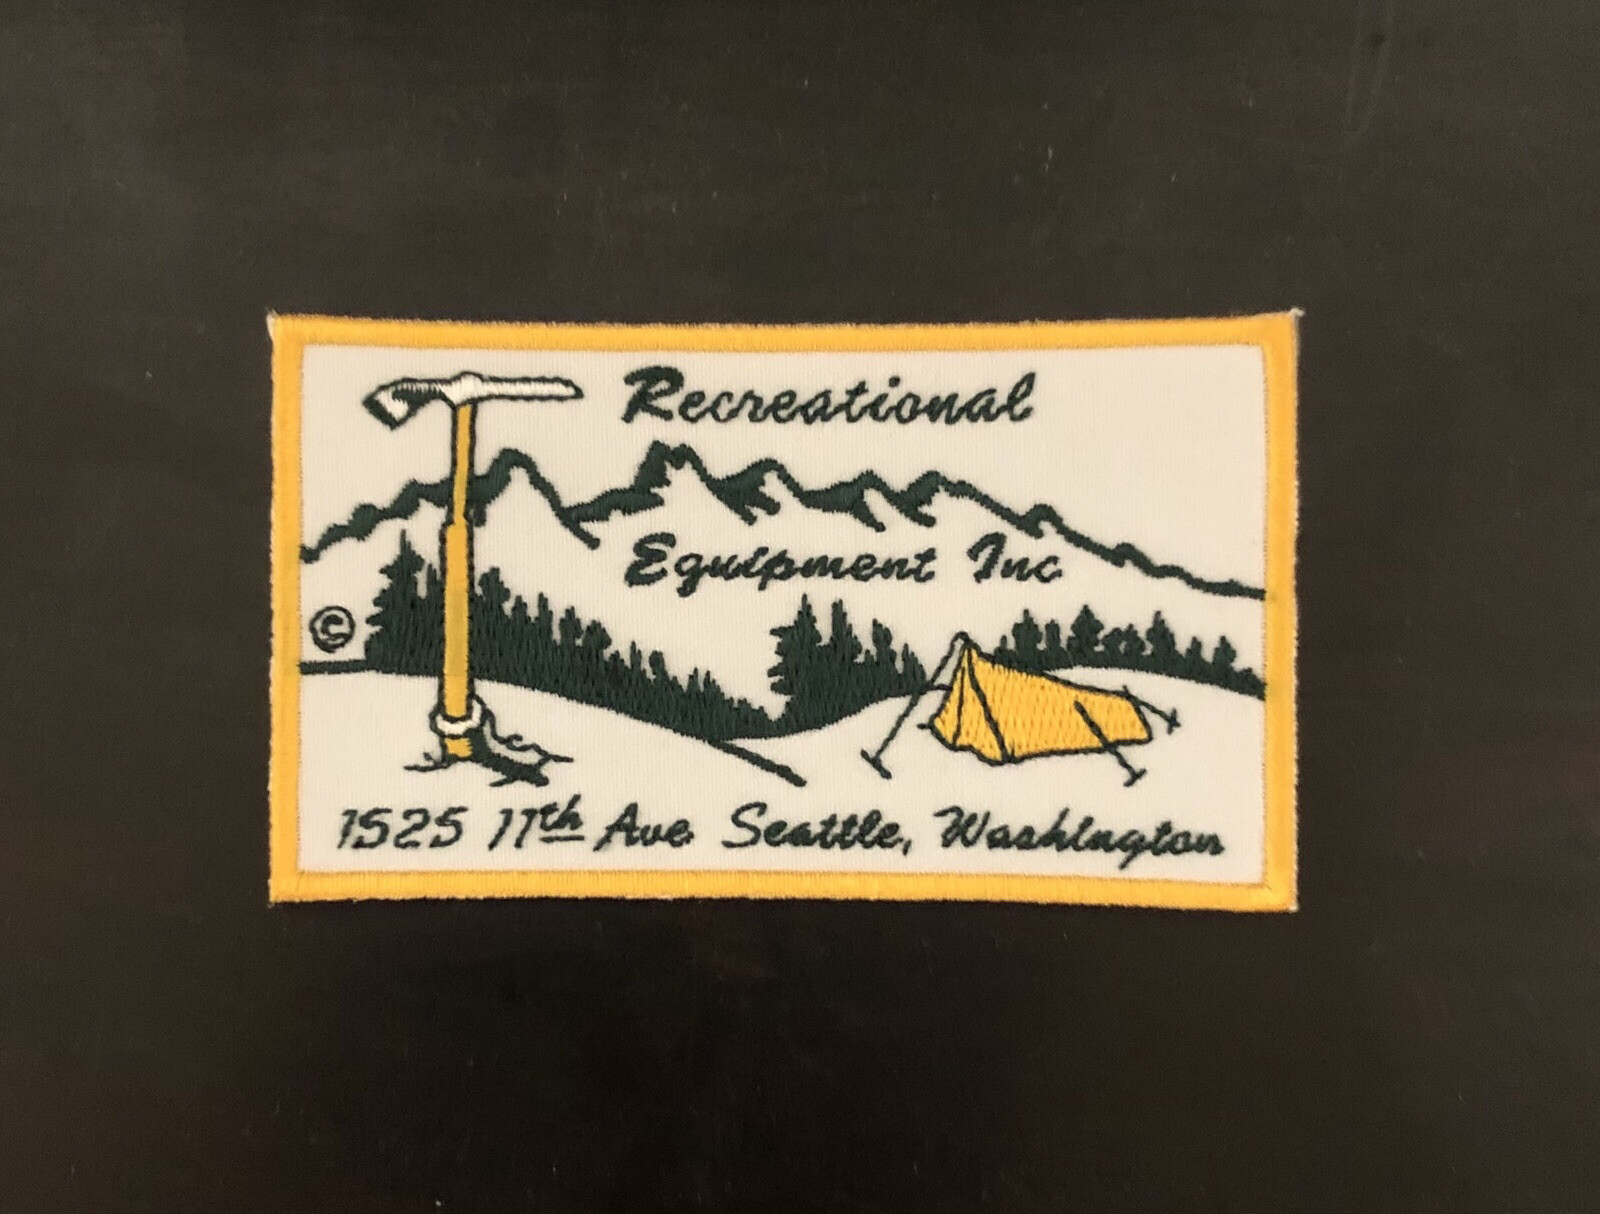 Recreational
Equipment Inc
©
1525 11th Ave Seattle, Washington